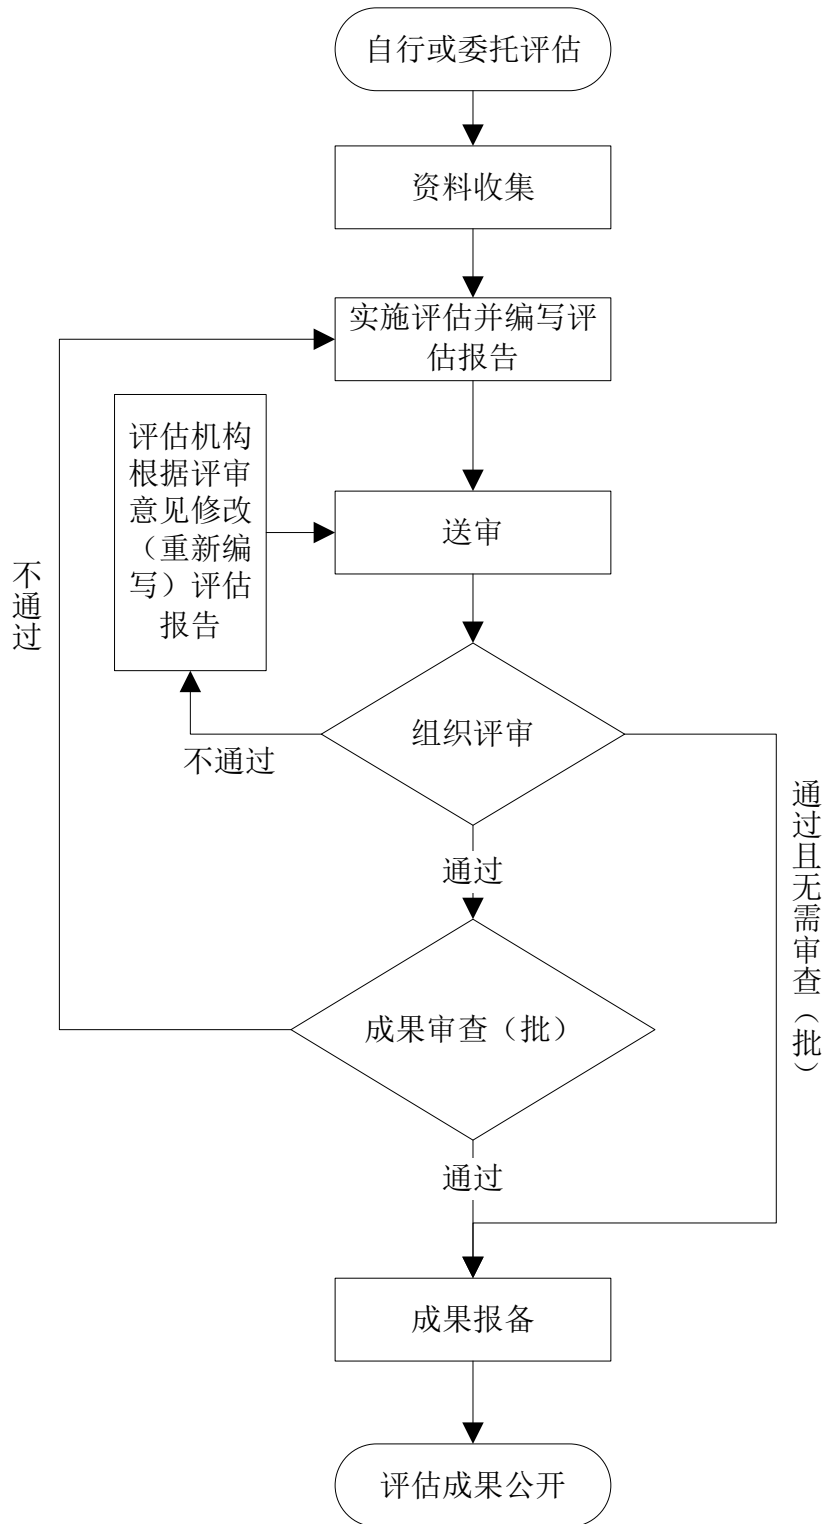 自行或委托评估
资料收集
实施评估并编写评
估报告
评估机构
根据评审
意见修改
（重新编
写）评估
报告
送审
不通过
组织评审
不通过
通过且无需审查（批）
通过
成果审查（批）
通过
成果报备
评估成果公开